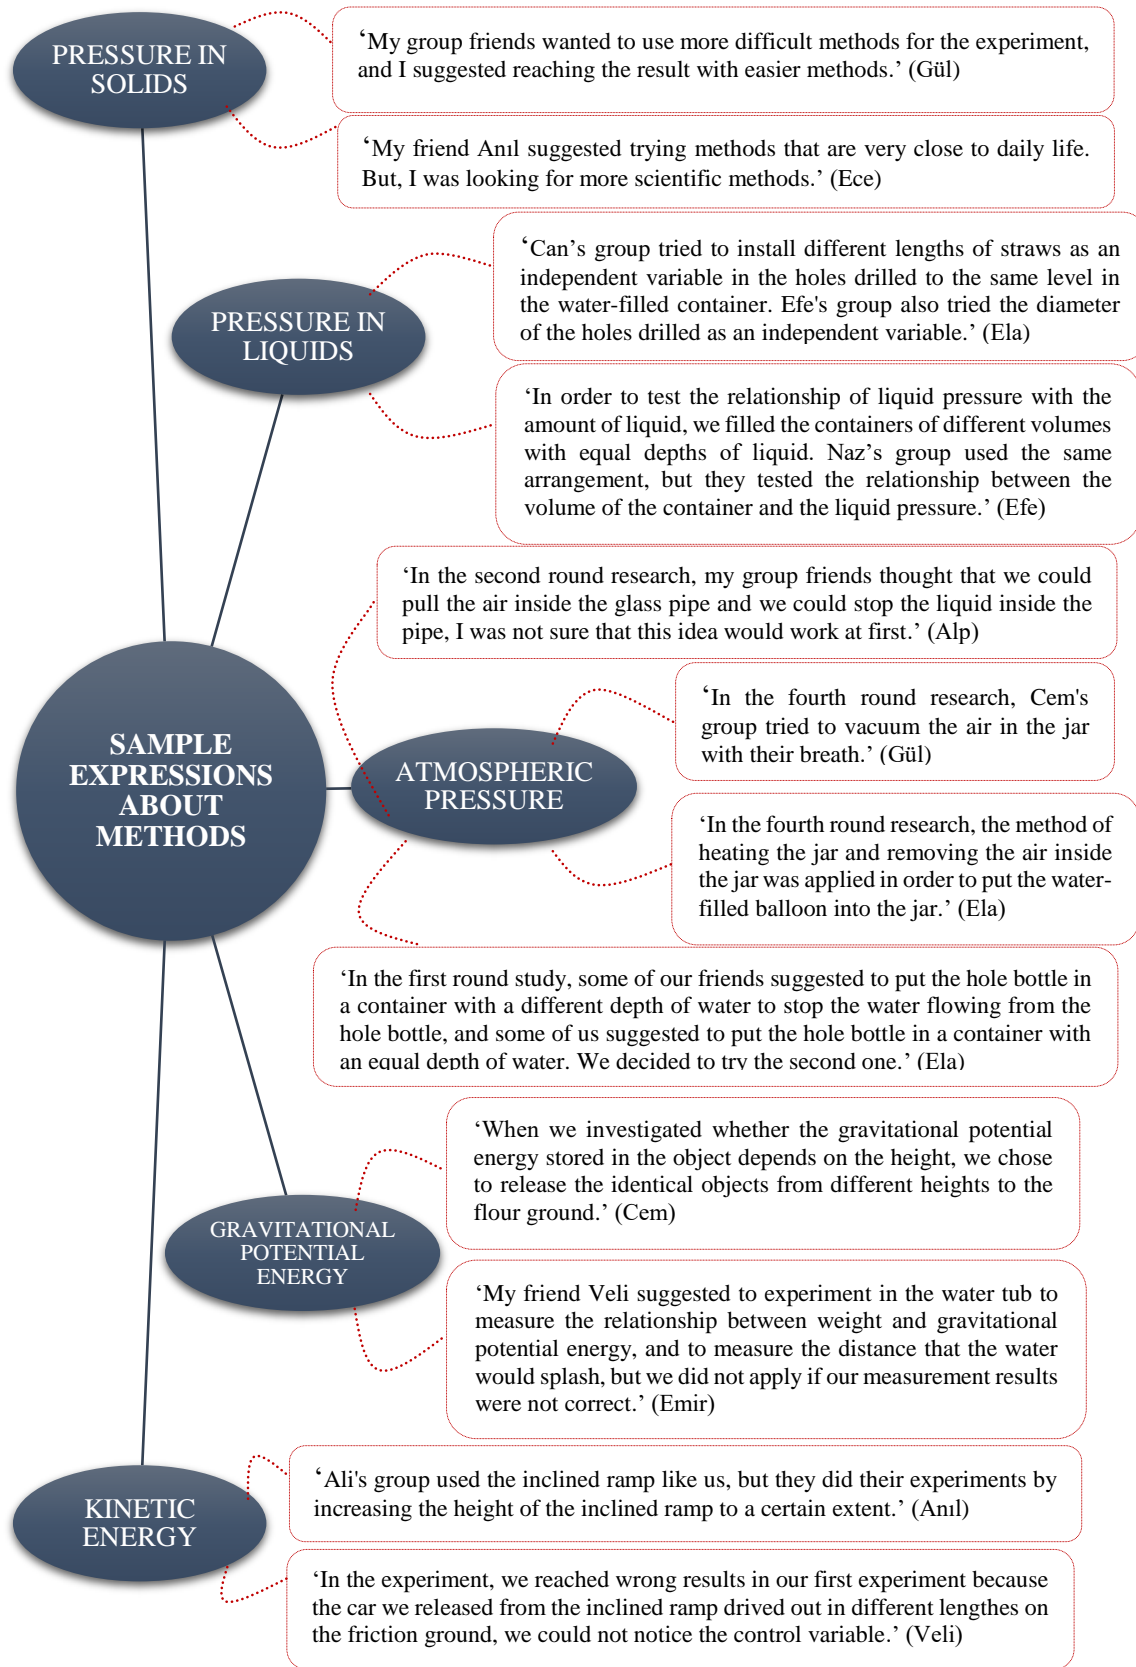 PRESSURE IN
SOLIDS
‘My group friends wanted to use more difficult methods for the experiment,
and I suggested reaching the result with easier methods.’ (Gül)
‘My friend Anıl suggested trying methods that are very close to daily life.
But, I was looking for more scientific methods.’ (Ece)
PRESSURE IN
LIQUIDS
‘Can’s group tried to install different lengths of straws as an
independent variable in the holes drilled to the same level in
the water-filled container. Efe's group also tried the diameter
of the holes drilled as an independent variable.’ (Ela)
‘In order to test the relationship of liquid pressure with the
amount of liquid, we filled the containers of different volumes
with equal depths of liquid. Naz’s group used the same
arrangement, but they tested the relationship between the
volume of the container and the liquid pressure.’ (Efe)
SAMPLE
EXPRESSIONS
ABOUT
METHODS
ATMOSPHERIC
PRESSURE
‘In the second round research, my group friends thought that we could
pull the air inside the glass pipe and we could stop the liquid inside the
pipe, I was not sure that this idea would work at first.’ (Alp)
‘In the fourth round research, Cem's
group tried to vacuum the air in the jar
with their breath.’ (Gül)
‘In the fourth round research, the method of
heating the jar and removing the air inside
the jar was applied in order to put the water-
filled balloon into the jar.’ (Ela)
‘In the first round study, some of our friends suggested to put the hole bottle in
a container with a different depth of water to stop the water flowing from the
hole bottle, and some of us suggested to put the hole bottle in a container with
an equal depth of water. We decided to try the second one.’ (Ela)
GRAVITATIONAL
POTENTIAL
ENERGY
‘When we investigated whether the gravitational potential
energy stored in the object depends on the height, we chose
to release the identical objects from different heights to the
flour ground.’ (Cem)
‘My friend Veli suggested to experiment in the water tub to
measure the relationship between weight and gravitational
potential energy, and to measure the distance that the water
would splash, but we did not apply if our measurement results
were not correct.’ (Emir)
KINETIC
ENERGY
‘Ali's group used the inclined ramp like us, but they did their experiments by
increasing the height of the inclined ramp to a certain extent.’ (Anıl)
‘In the experiment, we reached wrong results in our first experiment because
the car we released from the inclined ramp drived out in different lengthes on
the friction ground, we could not notice the control variable.’ (Veli)